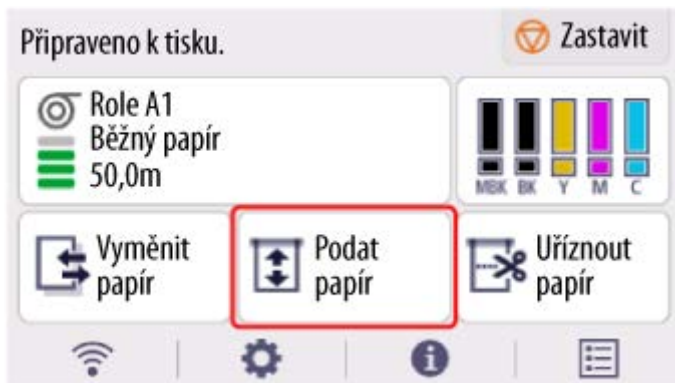 Připraveno k tisku.
Zastavit
Role A1
Běžný papír
50,0m
MBK BK Y M C
Vyměnit
papír
Podat
papír
Uříznout
papír